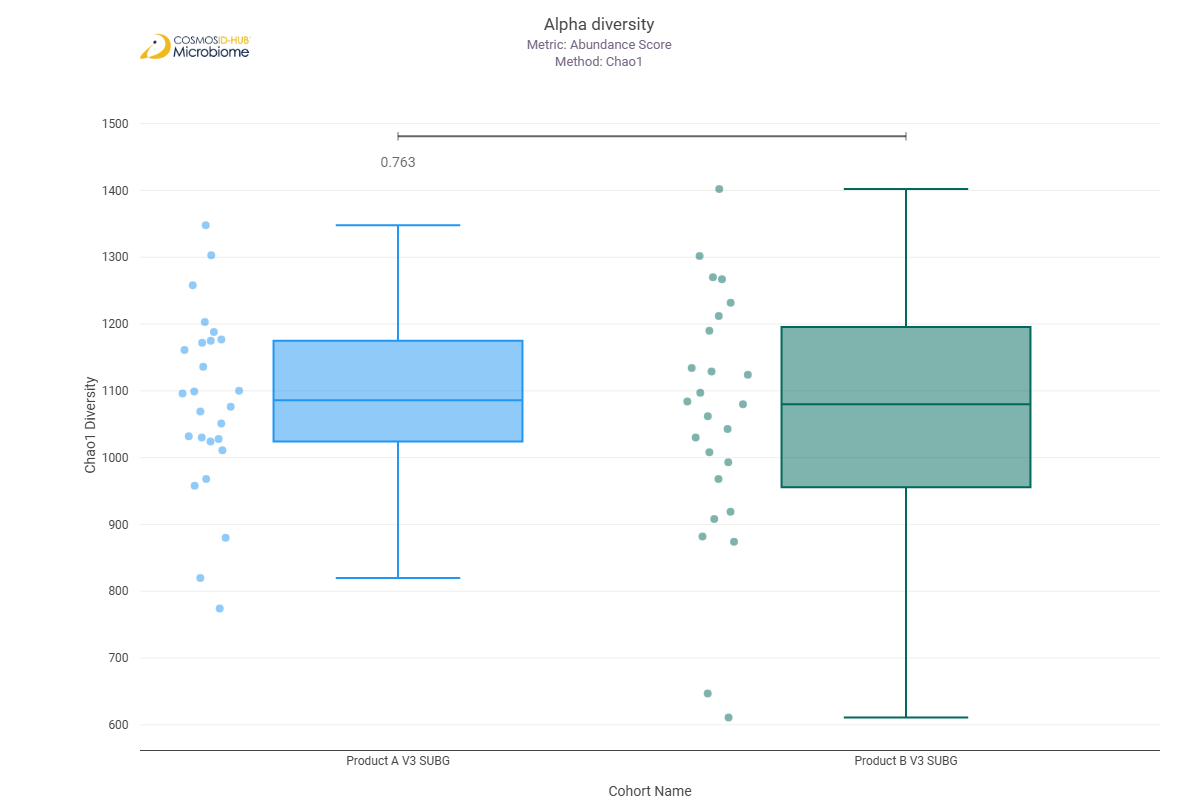 Alpha diversity
Metric: Abundance Score
Method: Chao1
COSMOSID-HUB
Microbiome
1500
0.763
1400
1300
1200
1100
1000
900
800
700
600
Chao1 Diversity
Product A V3 SUBG
Product B V3 SUBG
Cohort Name